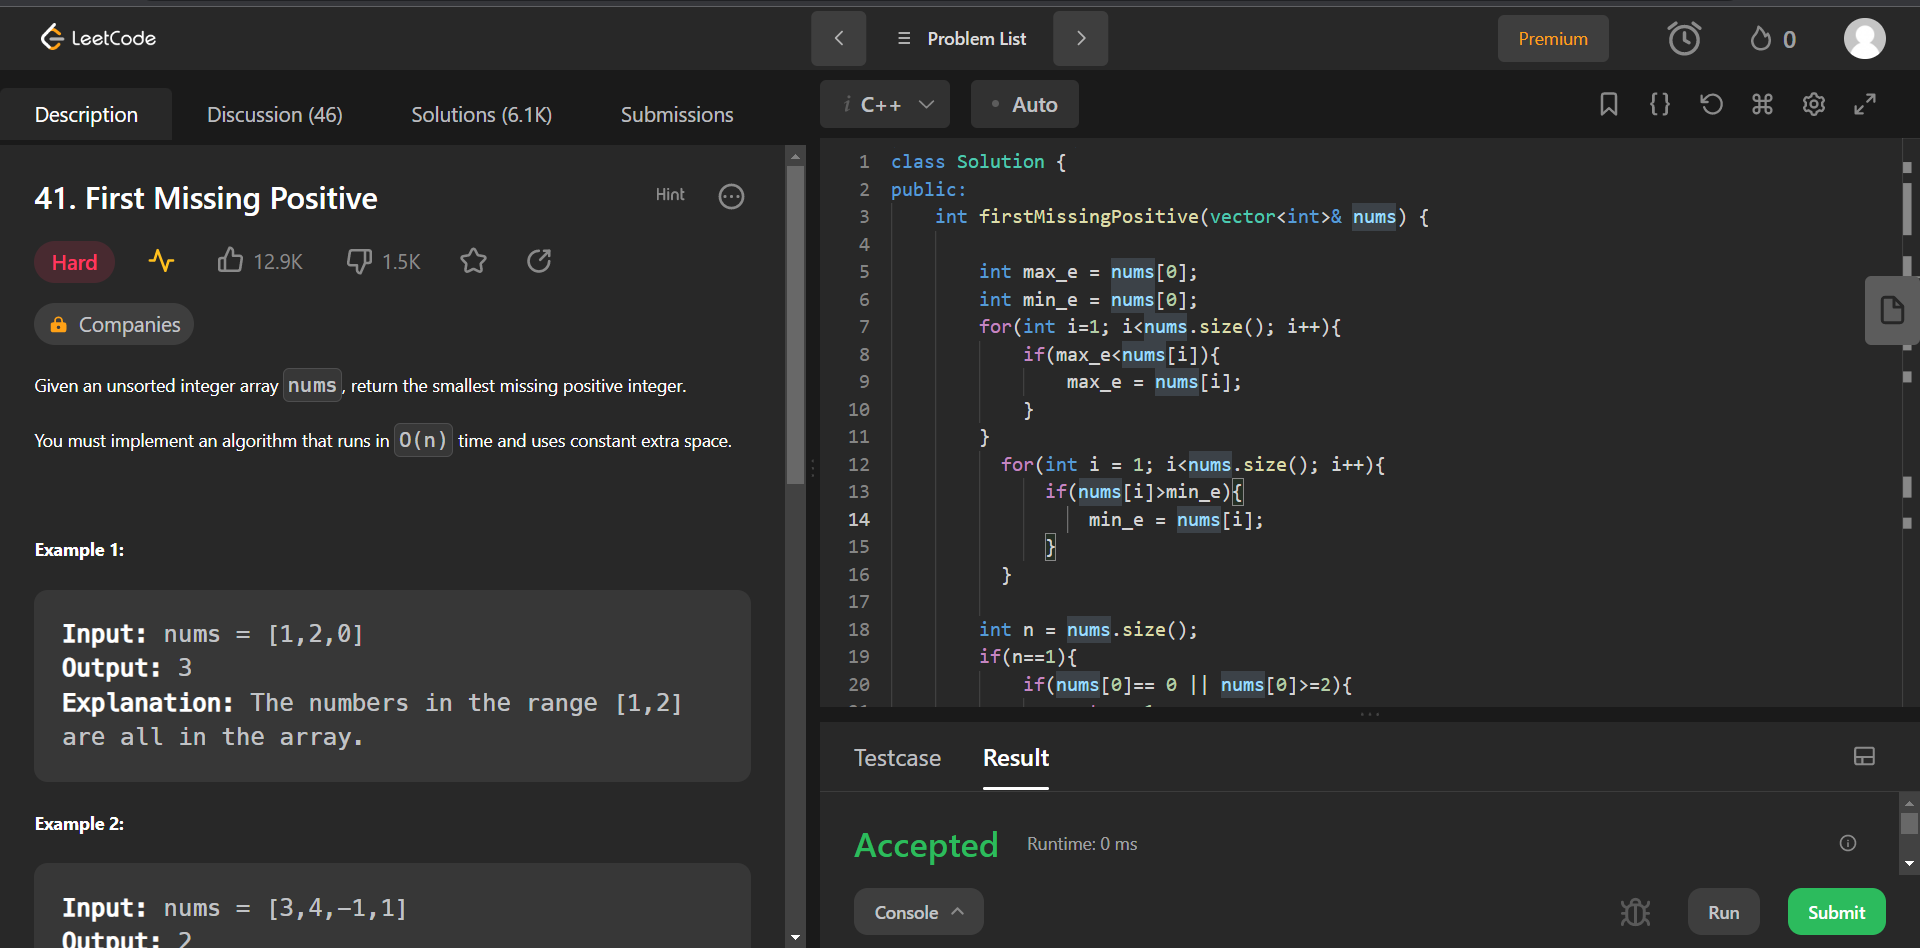 LeetCode
Problem List
Premium
0
Description
Discussion (46)
Solutions (6.1K)
Submissions
41. First Missing Positive
Hint
Hard
12.9K
1.5K
Companies
Given an unsorted integer array nums, return the smallest missing positive integer.
You must implement an algorithm that runs in O(n) time and uses constant extra space.
Example 1:
Input: nums = [1,2,0]
Output: 3
Explanation: The numbers in the range [1,2]
are all in the array.
Example 2:
Input: nums = [3,4,-1,1]
Output: 2
i C++
Auto
1 class Solution {
2 public:
3 int firstMissingPositive(vector<int>& nums) {
4
5 int max_e = nums[0];
6 int min_e = nums[0];
7 for(int i=1; i<nums.size(); i++){
8 if(max_e<nums[i]){
9 max_e = nums[i];
10 }
11 }
12 for(int i = 1; i<nums.size(); i++){
13 if(nums[i]>min_e){
14 min_e = nums[i];
15 }
16 }
17
18 int n = nums.size();
19 if(n==1){
20 if(nums[0]== 0 || nums[0]>=2){
Testcase
Result
Accepted
Runtime: 0 ms
Console
Run
Submit